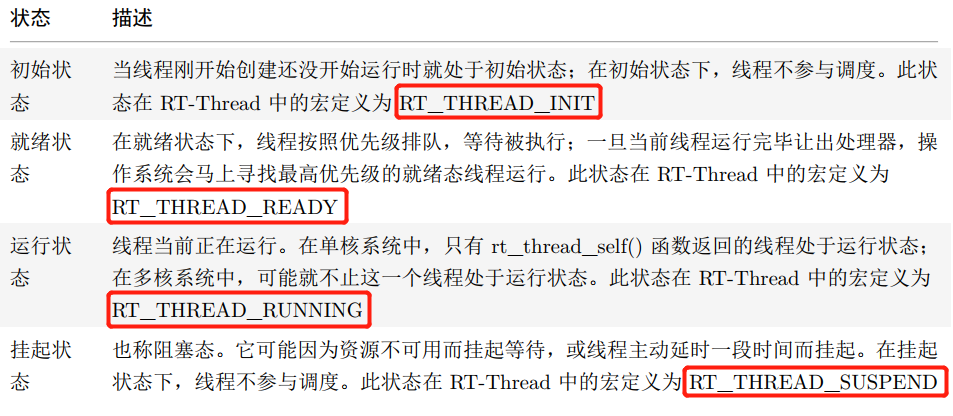 状态 描述
初始状 当线程刚开始创建还没开始运行时就处于初始状态；在初始状态下，线程不参与调度。此状
态 态在 RT-Thread 中的宏定义为 RT_THREAD_INIT
就绪状 在就绪状态下，线程按照优先级排队，等待被执行；一旦当前线程运行完毕让出处理器，操
态 作系统会马上寻找最高优先级的就绪态线程运行。此状态在 RT-Thread 中的宏定义为
RT_THREAD_READY
运行状 线程当前正在运行。在单核系统中，只有 rt_thread_self() 函数返回的线程处于运行状态；
态 在多核系统中，可能就不止这一个线程处于运行状态。此状态在 RT-Thread 中的宏定义为
RT_THREAD_RUNNING
挂起状 也称阻塞态。它可能因为资源不可用而挂起等待，或线程主动延时一段时间而挂起。在挂起
态 状态下，线程不参与调度。此状态在 RT-Thread 中的宏定义为 RT_THREAD_SUSPEND